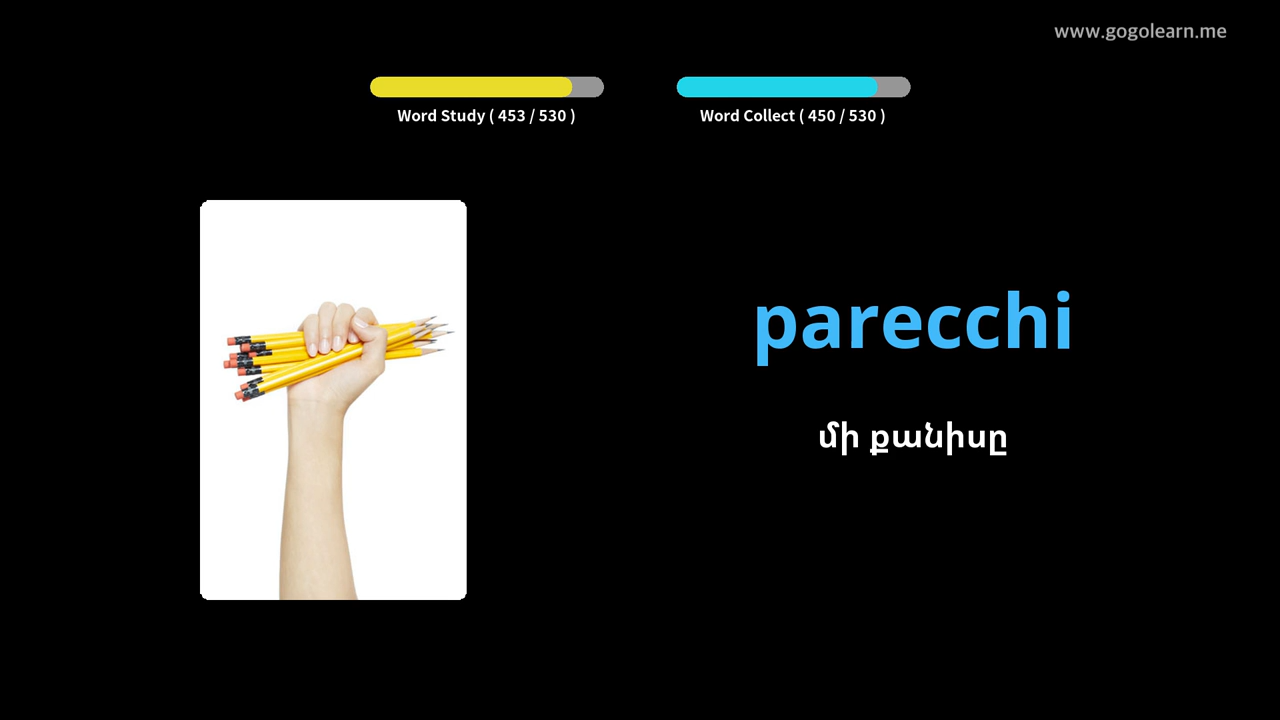 www.gogolearn.me
Word Study ( 453 / 530 )
Word Collect ( 450 / 530 )
parecchi
մի քանիսը